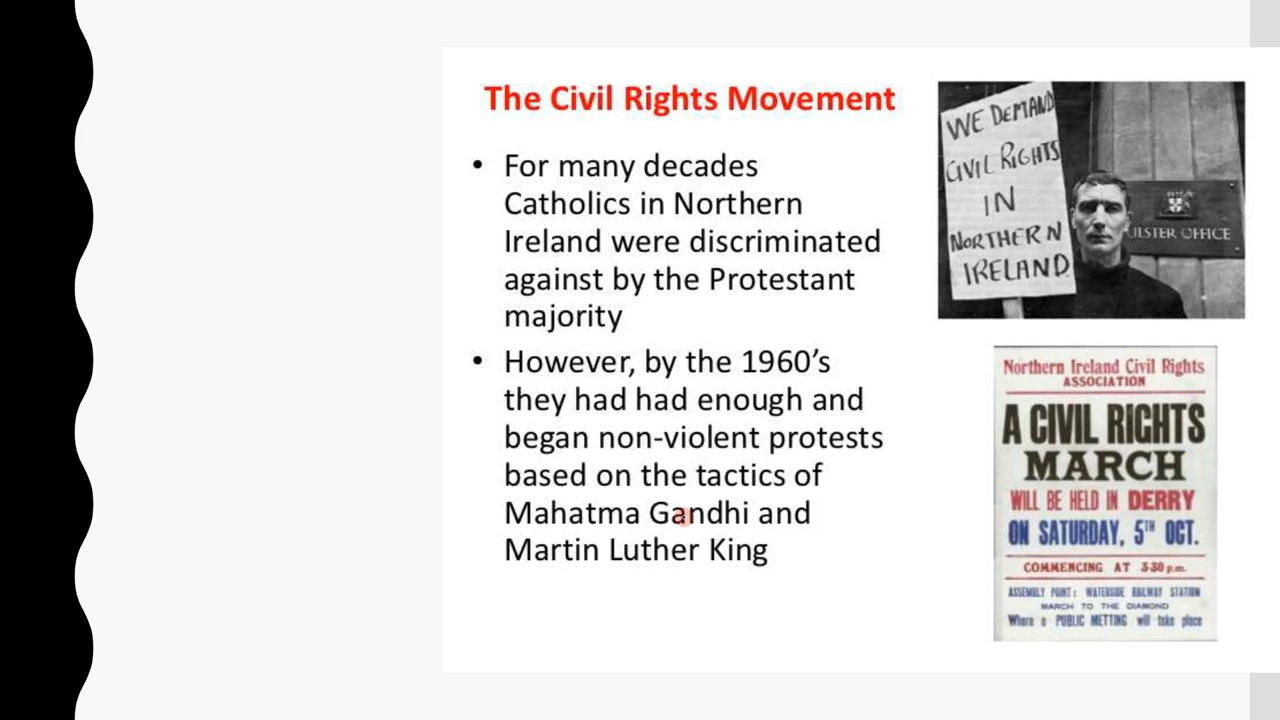 The Civil Rights Movement
• For many decades
Catholics in Northern
Ireland were discriminated
against by the Protestant
majority
• However, by the 1960’s
they had had enough and
began non-violent protests
based on the tactics of
Mahatma Gandhi and
Martin Luther King
WE DEMAND
CIVIL RIGHTS
IN
NORTHERN
IRELAND
ULSTER OFFICE
Northern Ireland Civil Rights
ASSOCIATION
A CIVIL RIGHTS
MARCH
WILL BE HELD IN DERRY
ON SATURDAY, 5TH OCT.
COMMENCING AT 3-30 p.m.
ASSEMBLY POINT: WATERSIDE RAILWAY STATION
MARCH TO THE DIAMOND
Where a PUBLIC METTING will take place